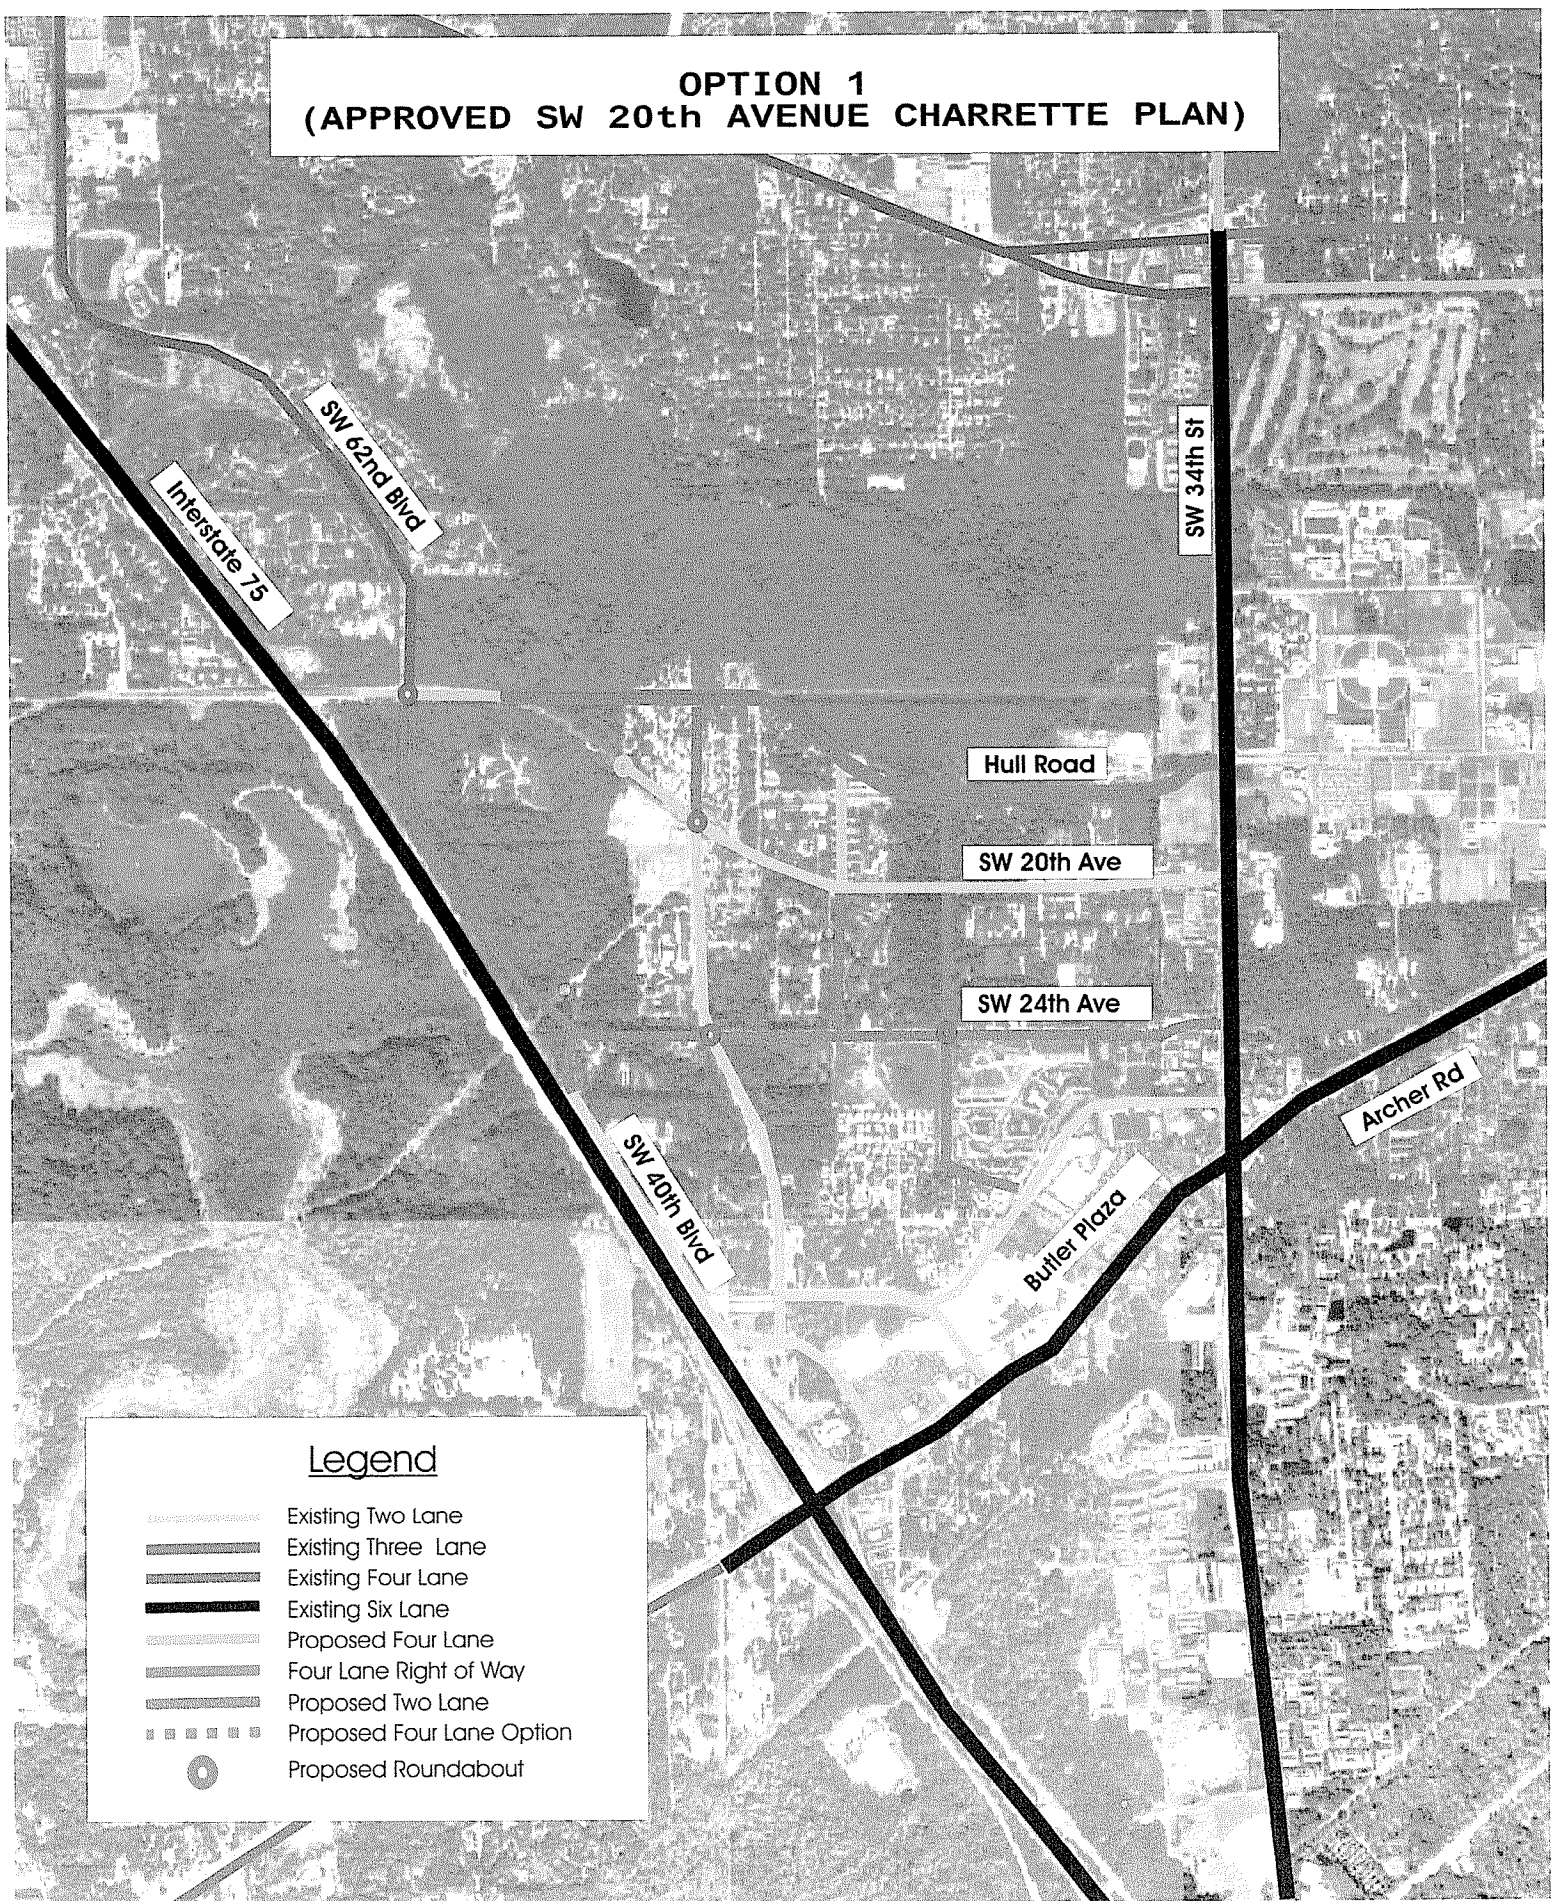 OPTION 1
(APPROVED SW 20th AVENUE CHARRETTE PLAN)
SW 62nd Blvd
SW 34th St
Interstate 75
Hull Road
SW 20th Ave
SW 24th Ave
Archer Rd
SW 40th Blvd
Butler Plaza
Legend
Existing Two Lane
Existing Three Lane
Existing Four Lane
Existing Six Lane
Proposed Four Lane
Four Lane Right of Way
Proposed Two Lane
Proposed Four Lane Option
Proposed Roundabout